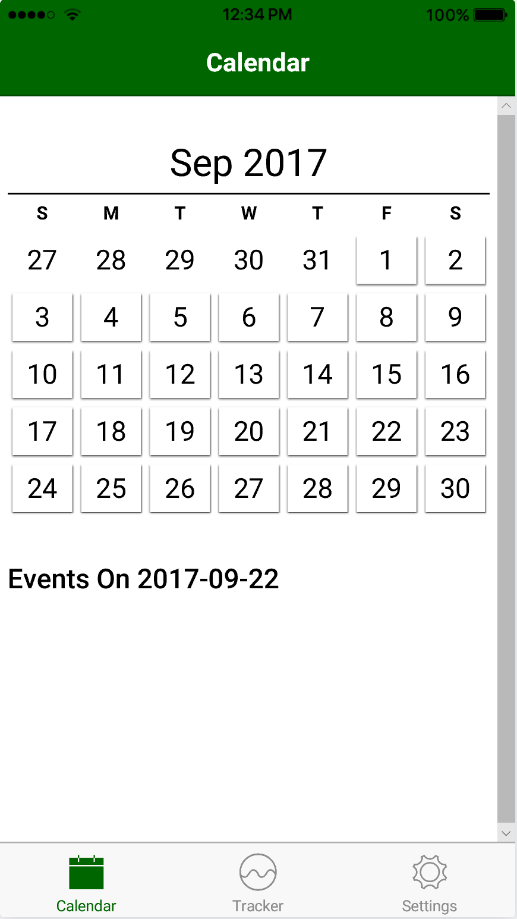 12:34 PM 100%
Calendar
Sep 2017
S M T W T F S
27 28 29 30 31 1 2
3 4 5 6 7 8 9
10 11 12 13 14 15 16
17 18 19 20 21 22 23
24 25 26 27 28 29 30
Events On 2017-09-22
Calendar Tracker Settings